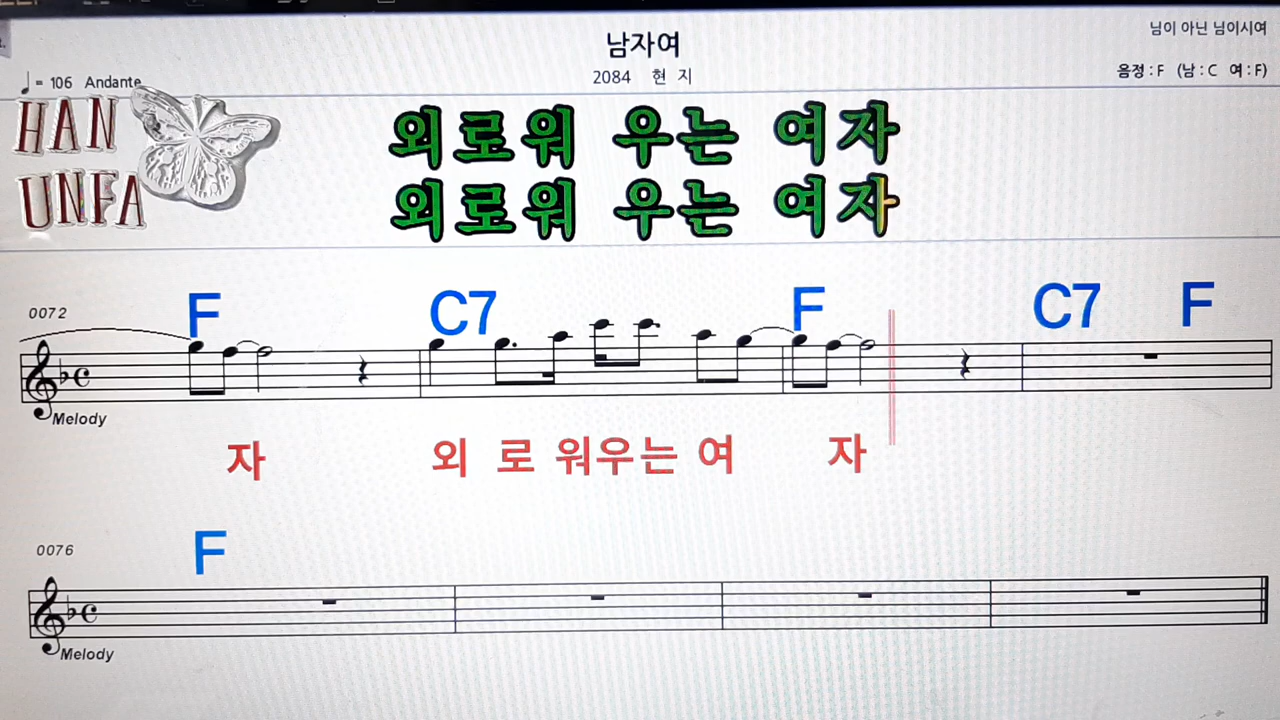 남자여
님이 아닌 님이시여
2084 현 지
♩= 106 Andante
음정 : F (남 : C 여 : F)
HAN
UNFA
외로워 우는 여자
외로워 우는 여자
0072
F C7 F C7 F
Melody
자 외 로 워우는 여 자
0076
F
Melody